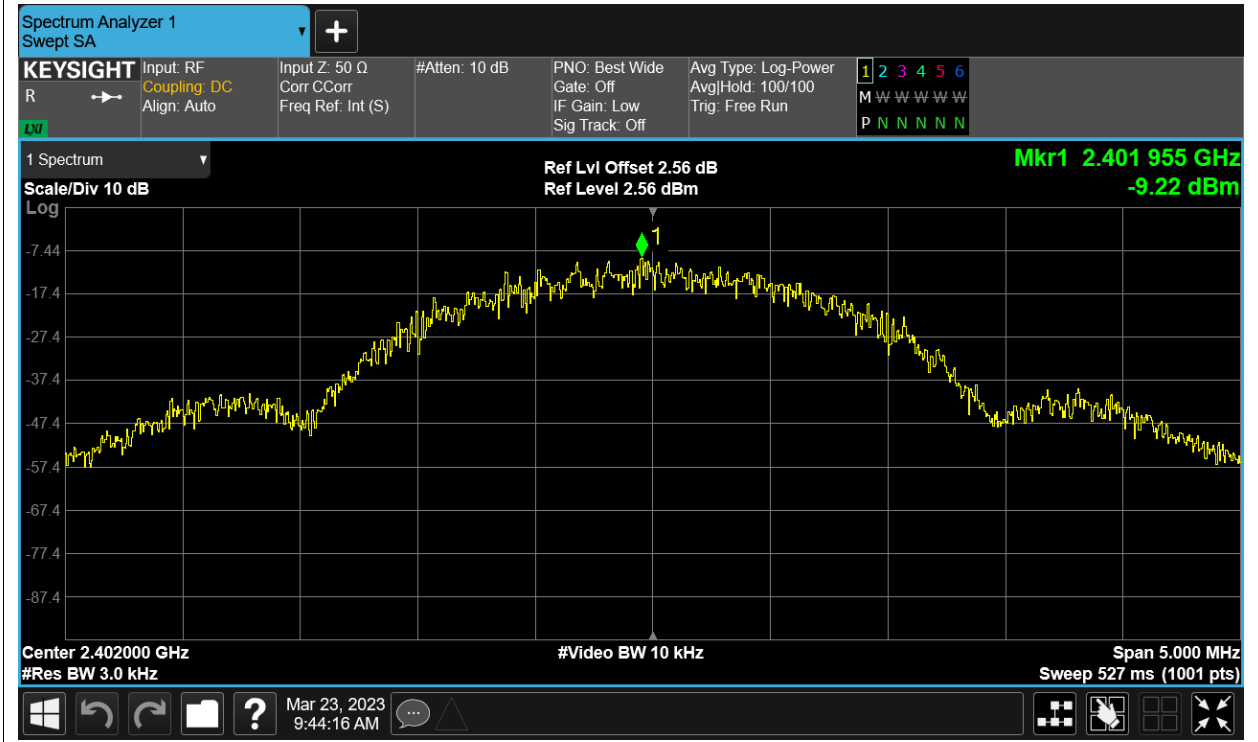 Spectrum Analyzer 1
Swept SA
KEYSIGHT
R
LXI
Input: RF
Coupling: DC
Align: Auto
Input Z: 50 Ω
Corr CCorr
Freq Ref: Int (S)
#Atten: 10 dB
PNO: Best Wide
Gate: Off
IF Gain: Low
Sig Track: Off
Avg Type: Log-Power
Avg|Hold: 100/100
Trig: Free Run
1 2 3 4 5 6
M W W W W W
P N N N N N
1 Spectrum
Scale/Div 10 dB
Log
Ref Lvl Offset 2.56 dB
Ref Level 2.56 dBm
Mkr1 2.401 955 GHz
-9.22 dBm
1
-7.44
-17.4
-27.4
-37.4
-47.4
-57.4
-67.4
-77.4
-87.4
Center 2.402000 GHz
#Res BW 3.0 kHz
#Video BW 10 kHz
Span 5.000 MHz
Sweep 527 ms (1001 pts)
?
Mar 23, 2023
9:44:16 AM